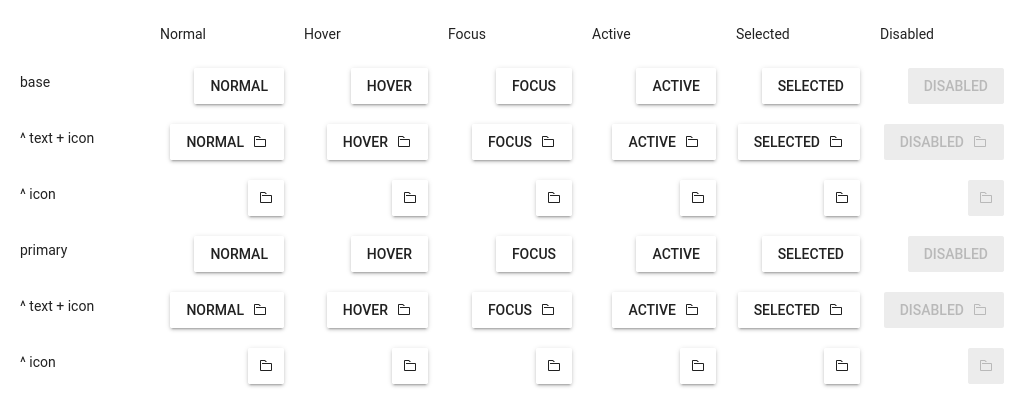 Normal Hover Focus Active Selected Disabled
base NORMAL HOVER FOCUS ACTIVE SELECTED DISABLED
^ text + icon NORMAL HOVER FOCUS ACTIVE SELECTED DISABLED
^ icon
primary NORMAL HOVER FOCUS ACTIVE SELECTED DISABLED
^ text + icon NORMAL HOVER FOCUS ACTIVE SELECTED DISABLED
^ icon